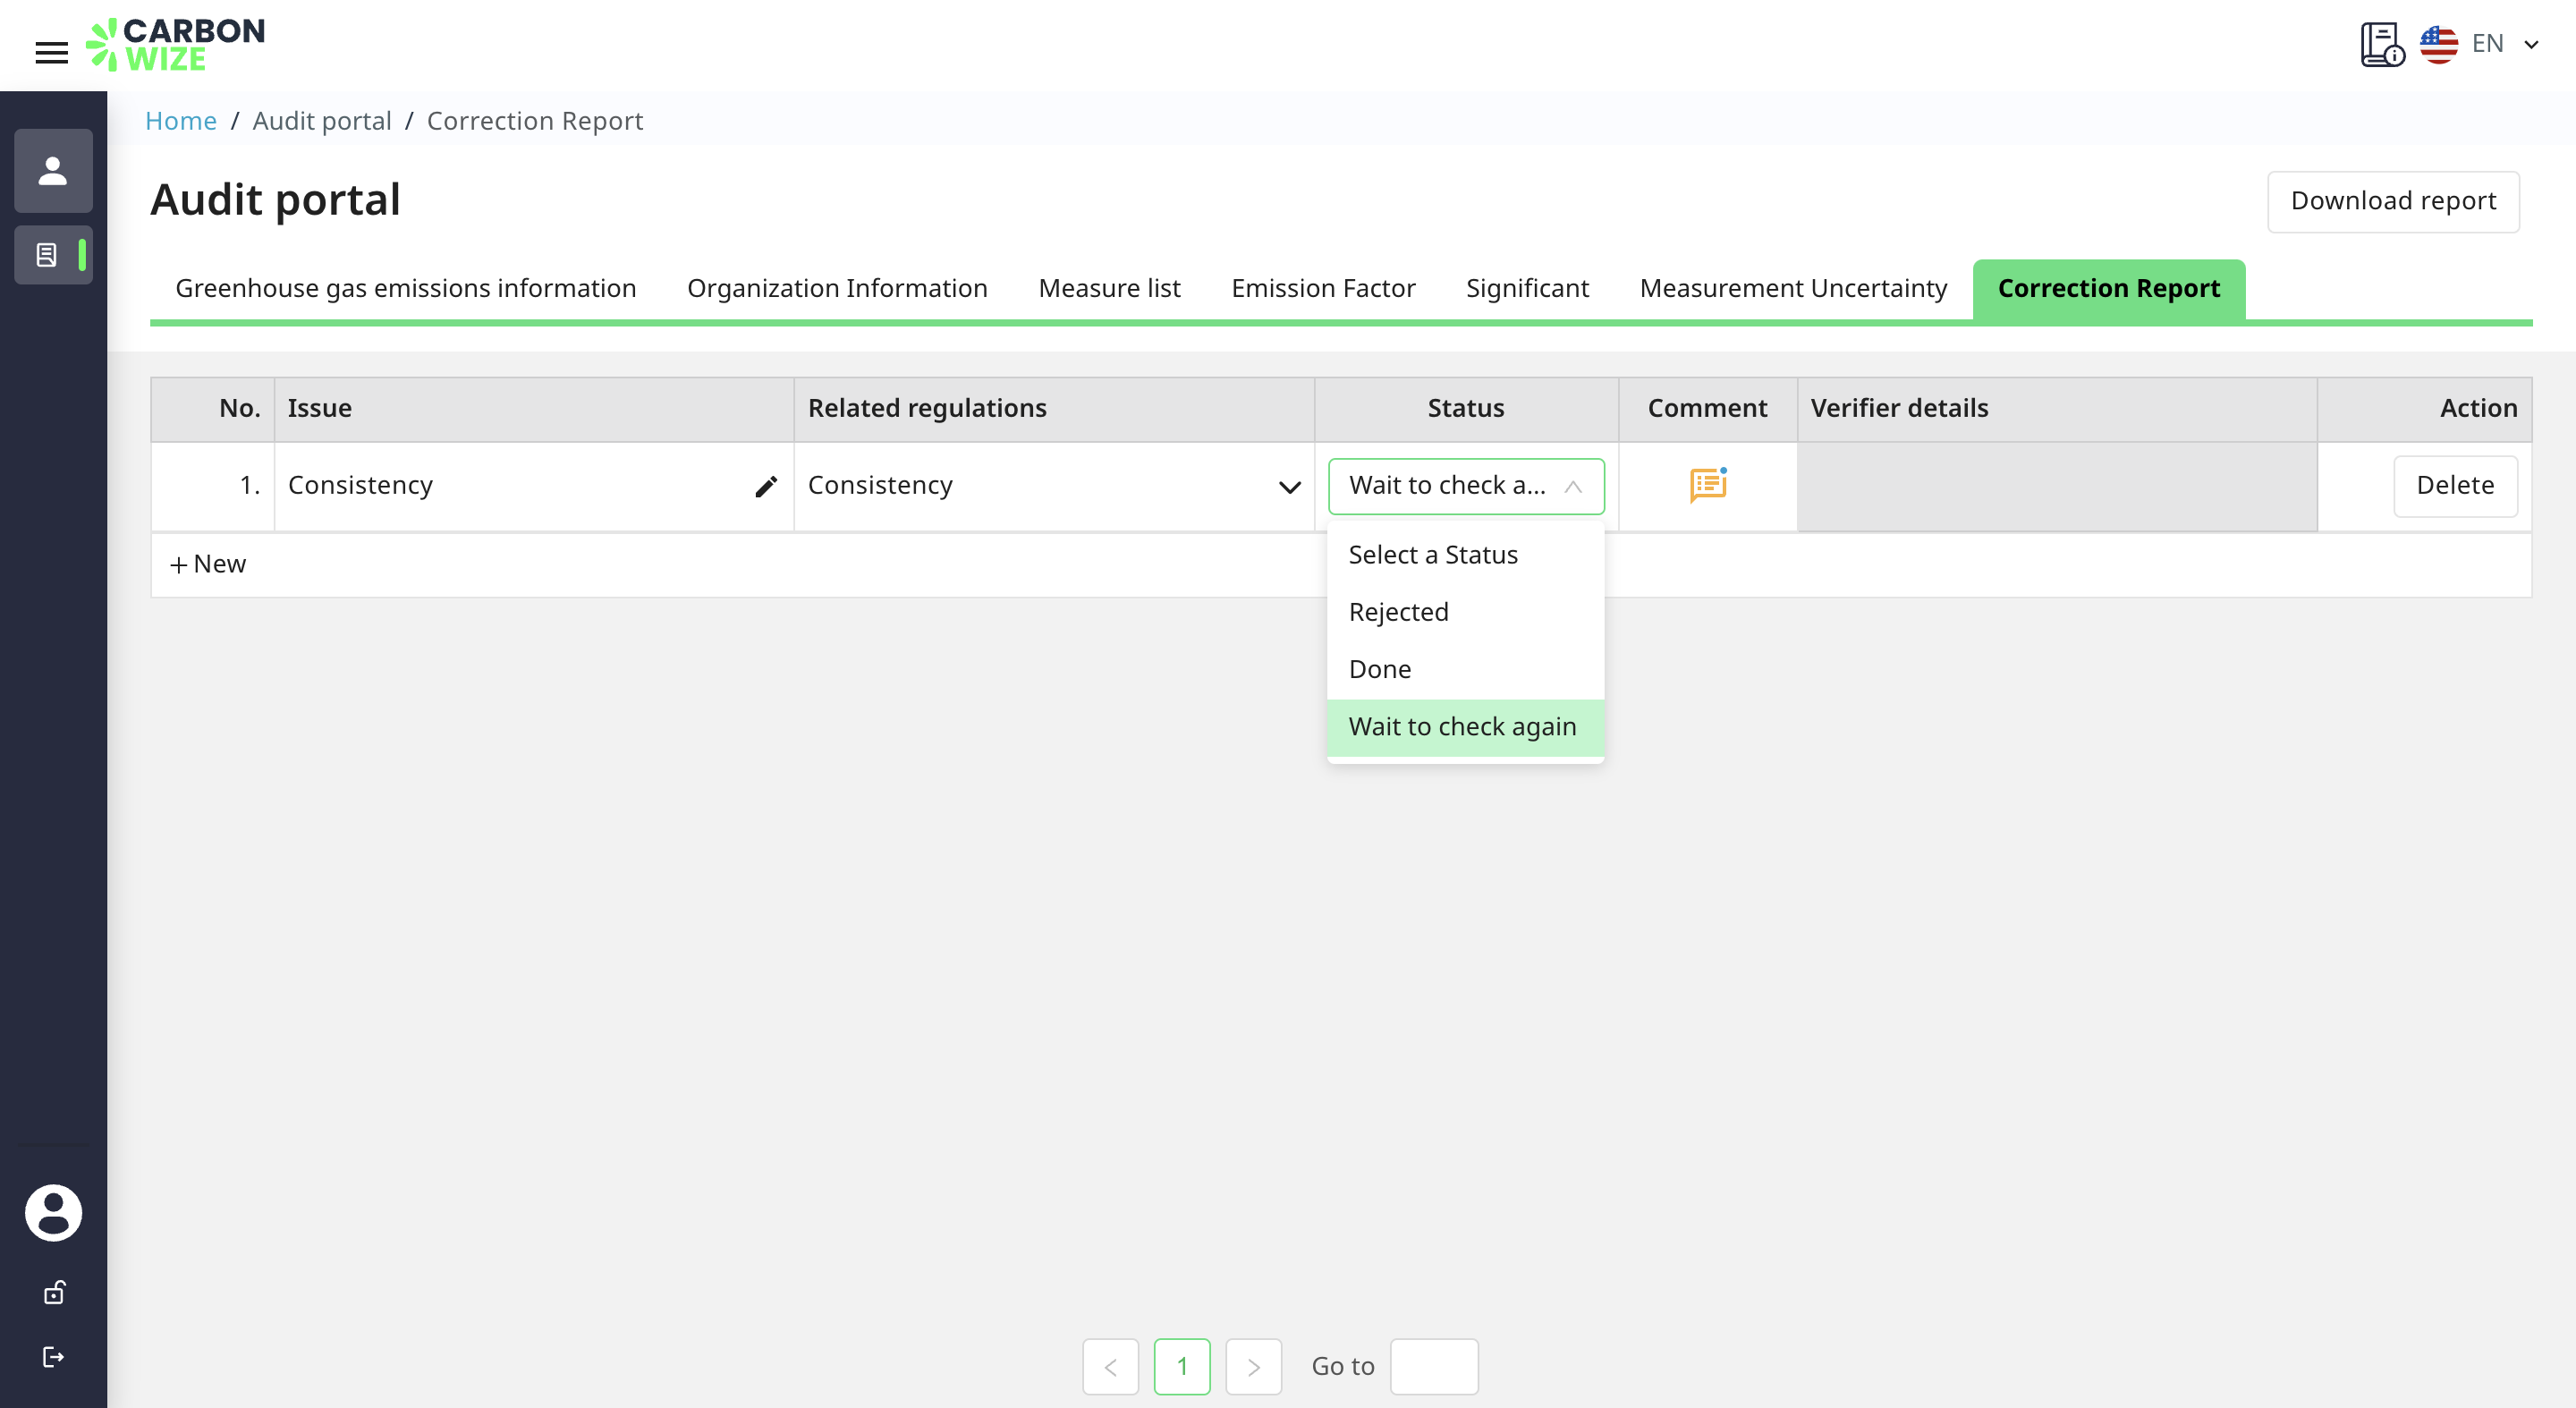 CARBON
WIZE
EN
Home / Audit portal / Correction Report
Audit portal
Download report
Greenhouse gas emissions information Organization Information Measure list Emission Factor Significant Measurement Uncertainty Correction Report
No. Issue Related regulations Status Comment Verifier details Action
1. Consistency Consistency Wait to check a... Delete
+ New
Select a Status
Rejected
Done
Wait to check again
< 1 > Go to